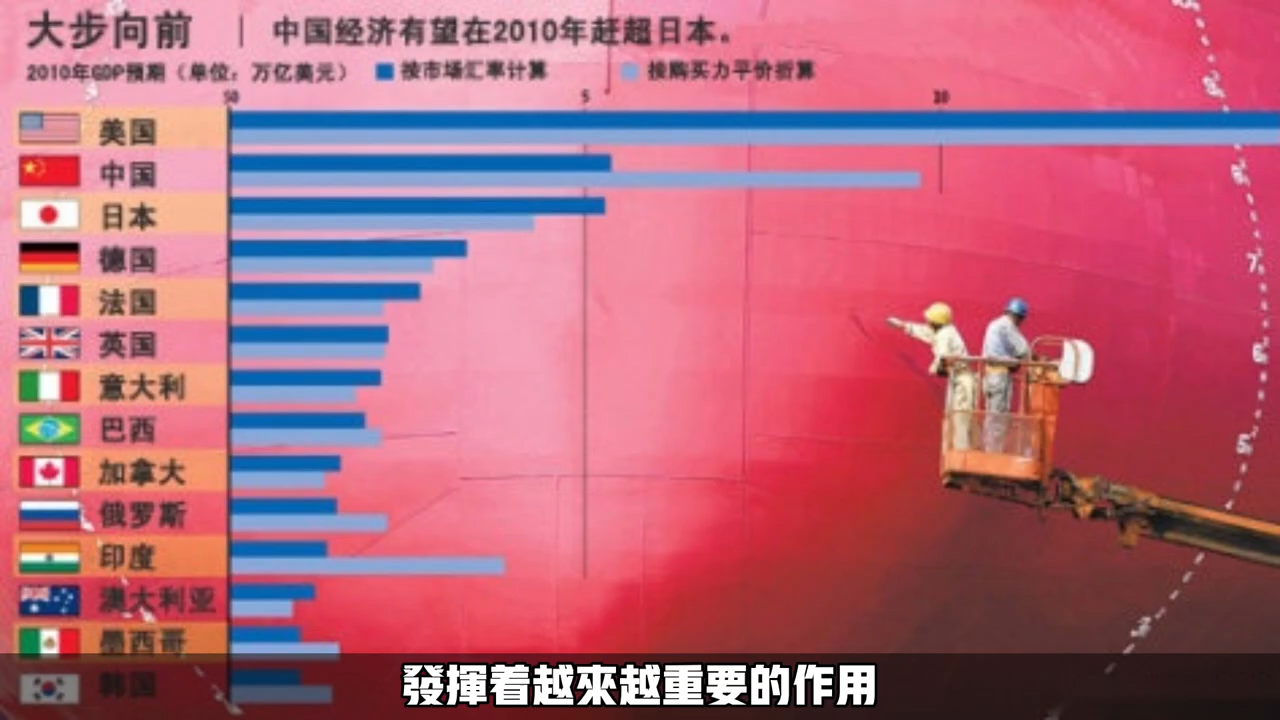 大步向前 | 中国经济有望在2010年赶超日本。
2010年GDP预期（单位：万亿美元） 按市场汇率计算 按购买力平价折算
$0 5 10
美国
中国
日本
德国
法国
英国
意大利
巴西
加拿大
俄罗斯
印度
澳大利亚
墨西哥
韩国
發揮着越來越重要的作用